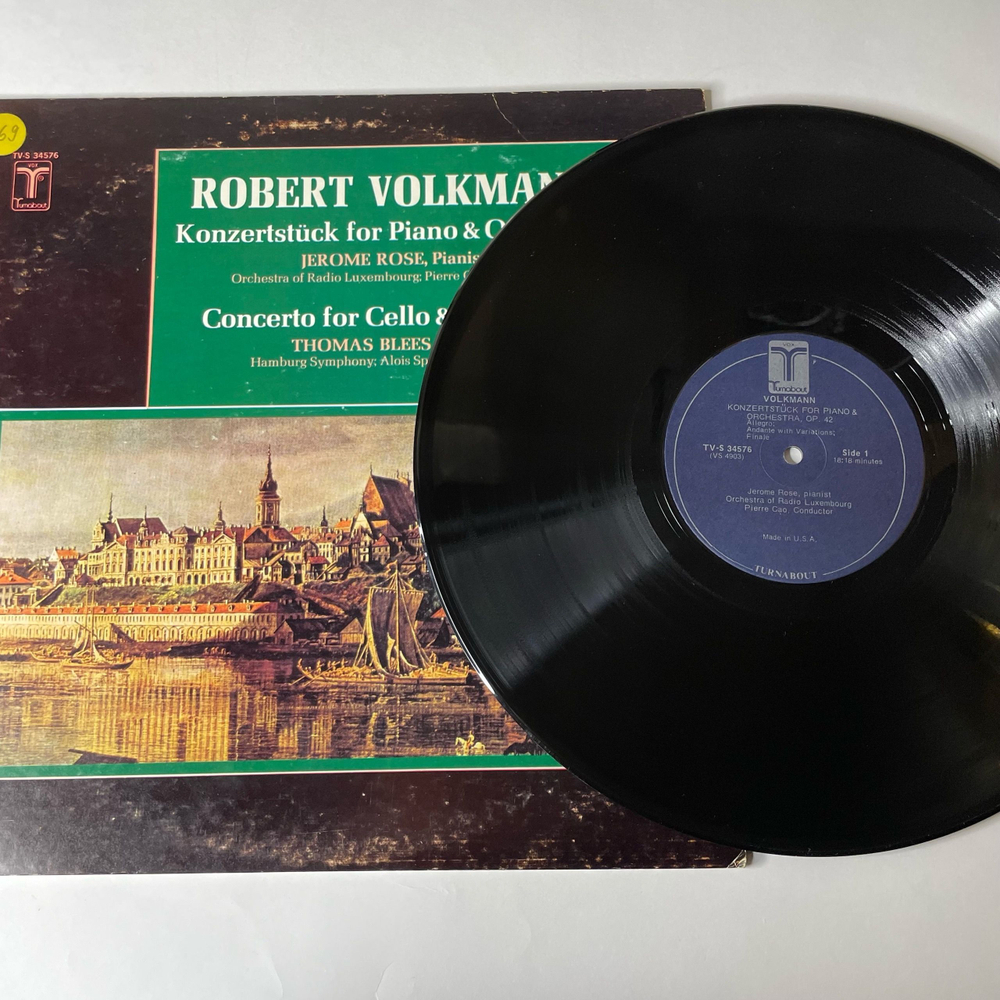 69
TV-S 34576
VOX
Turnabout
ROBERT VOLKMAN
Konzertstück for Piano & O
JEROME ROSE, Pianis
Orchestra of Radio Luxembourg; Pierre C
Concerto for Cello &
THOMAS BLEES
Hamburg Symphony; Alois Sp
VOX
Turnabout
VOLKMANN
KONZERTSTÜCK FOR PIANO &
ORCHESTRA, OP. 42
Allegro;
Andante with Variations;
Finale
TV-S 34576
(VS 4903)
Side 1
18:18 minutes
Jerome Rose, pianist
Orchestra of Radio Luxembourg
Pierre Cao, Conductor
Made in U.S.A.
TURNABOUT